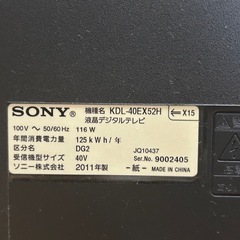 SONY 機種名 KDL-40EX52H
液晶デジタルテレビ ⇐X15
100V ～ 50/60Hz 116 W
年間消費電力量 125 kWh/年
区分名 DG2 JQ10437
受信機型サイズ 40V Ser.No. 9002405
ソニー株式会社 2011年製 -紙- MADE IN CHINA